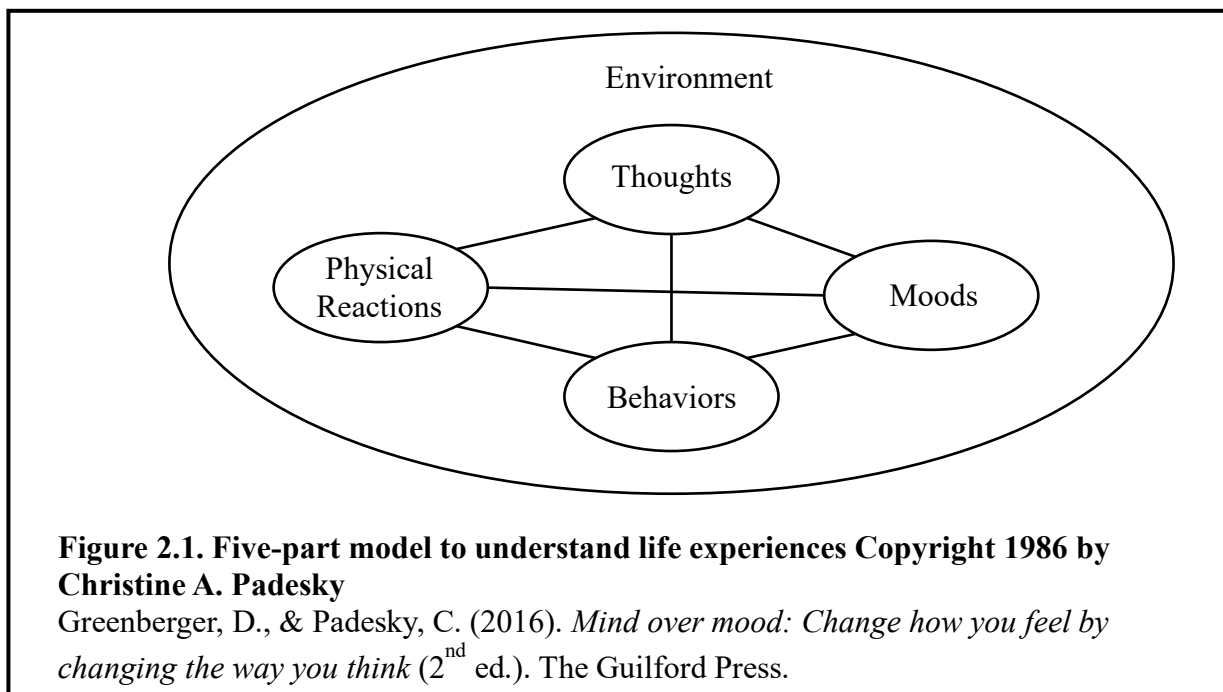 Environment
Thoughts
Physical
Reactions
Moods
Behaviors
Figure 2.1. Five-part model to understand life experiences Copyright 1986 by
Christine A. Padesky
Greenberger, D., & Padesky, C. (2016). Mind over mood: Change how you feel by
changing the way you think (2nd ed.). The Guilford Press.